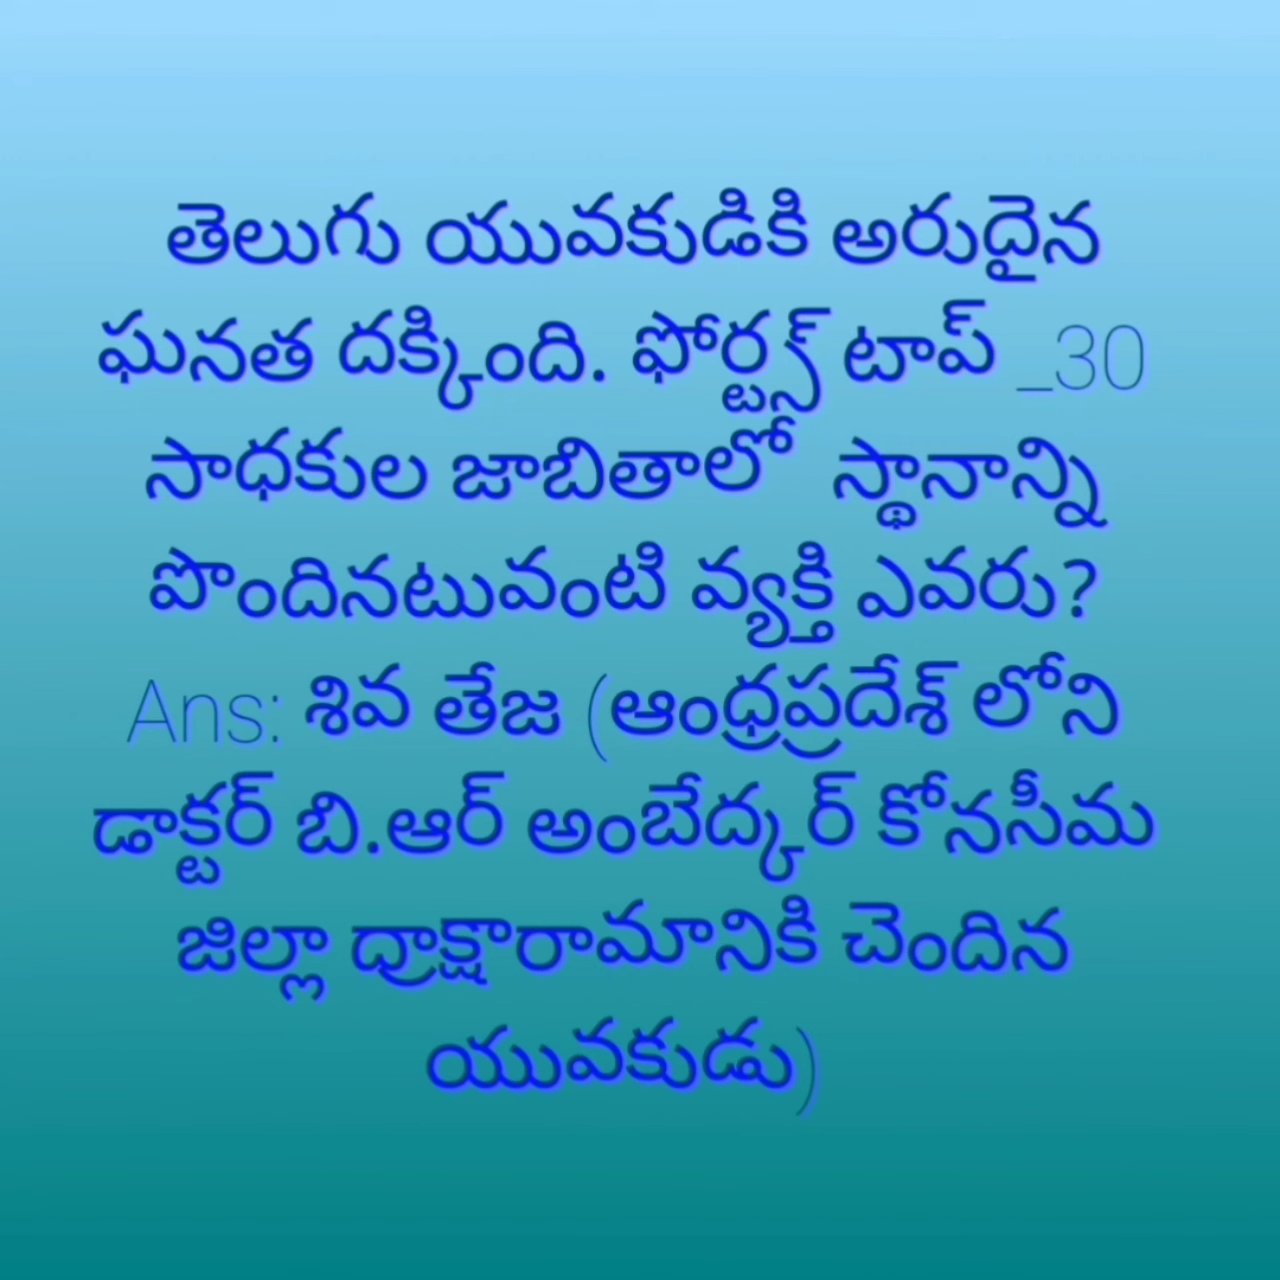 తెలుగు యువకుడికి అరుదైన
ఘనత దక్కింది. ఫోర్ట్స్ టాప్ _30
సాధకుల జాబితాలో స్థానాన్ని
పొందినటువంటి వ్యక్తి ఎవరు?
Ans: శివ తేజ (ఆంధ్రప్రదేశ్ లోని
డాక్టర్ బి.ఆర్ అంబేద్కర్ కోనసీమ
జిల్లా ద్రాక్షారామానికి చెందిన
యువకుడు)